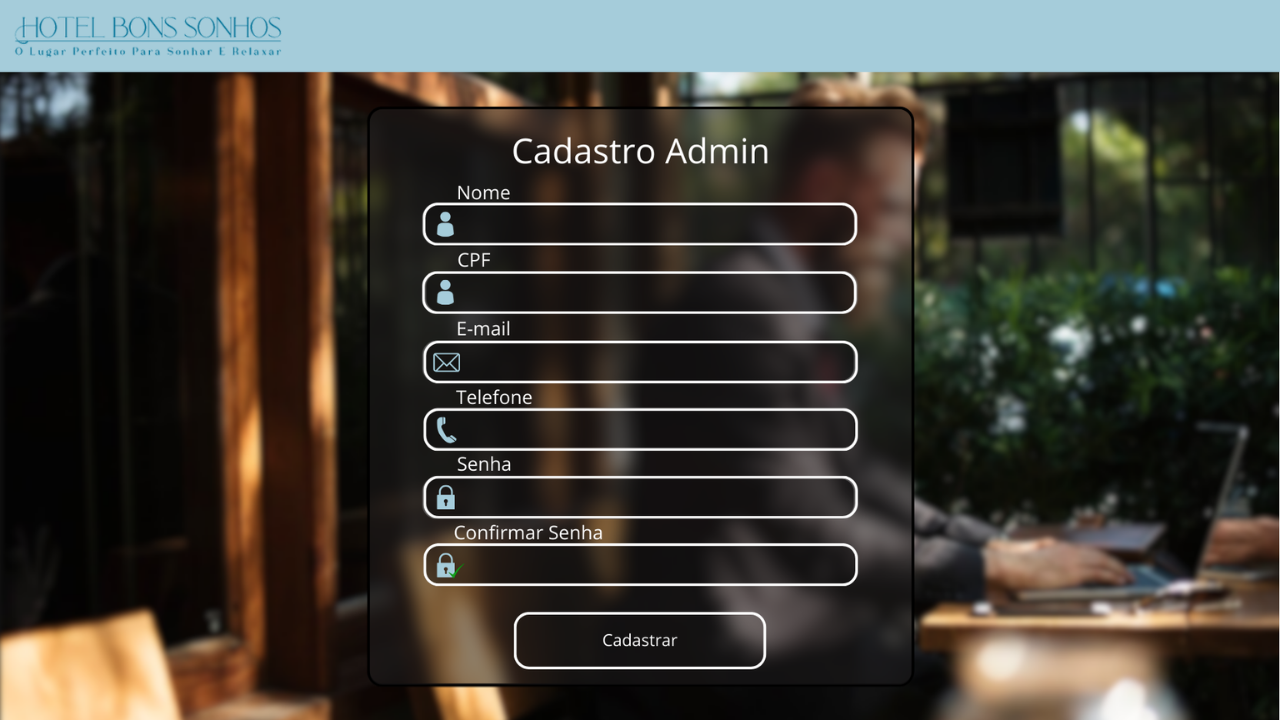 HOTEL BONS SONHOS
O Lugar Perfeito Para Sonhar E Relaxar
Cadastro Admin
Nome
CPF
E-mail
Telefone
Senha
Confirmar Senha
Cadastrar